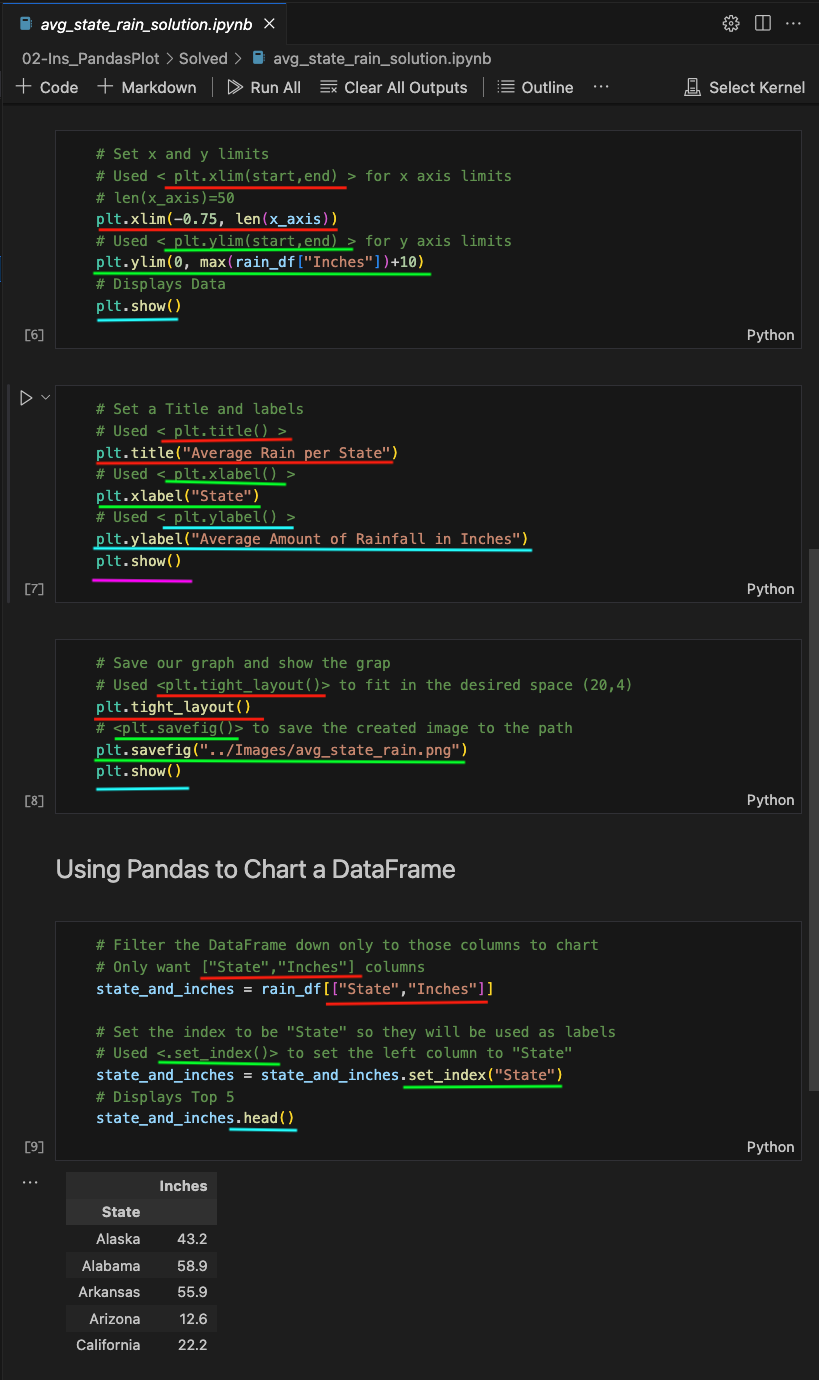 avg_state_rain_solution.ipynb
02-Ins_PandasPlot > Solved > avg_state_rain_solution.ipynb
+ Code + Markdown Run All Clear All Outputs Outline ... Select Kernel
# Set x and y limits
# Used < plt.xlim(start,end) > for x axis limits
# len(x_axis)=50
plt.xlim(-0.75, len(x_axis))
# Used < plt.ylim(start,end) > for y axis limits
plt.ylim(0, max(rain_df["Inches"])+10)
# Displays Data
plt.show()
[6] Python
# Set a Title and labels
# Used < plt.title() >
plt.title("Average Rain per State")
# Used < plt.xlabel() >
plt.xlabel("State")
# Used < plt.ylabel() >
plt.ylabel("Average Amount of Rainfall in Inches")
plt.show()
[7] Python
# Save our graph and show the grap
# Used <plt.tight_layout()> to fit in the desired space (20,4)
plt.tight_layout()
# <plt.savefig()> to save the created image to the path
plt.savefig("../Images/avg_state_rain.png")
plt.show()
[8] Python
Using Pandas to Chart a DataFrame
# Filter the DataFrame down only to those columns to chart
# Only want ["State","Inches"] columns
state_and_inches = rain_df[["State","Inches"]]
# Set the index to be "State" so they will be used as labels
# Used <.set_index()> to set the left column to "State"
state_and_inches = state_and_inches.set_index("State")
# Displays Top 5
state_and_inches.head()
[9] Python
... Inches
State
Alaska 43.2
Alabama 58.9
Arkansas 55.9
Arizona 12.6
California 22.2